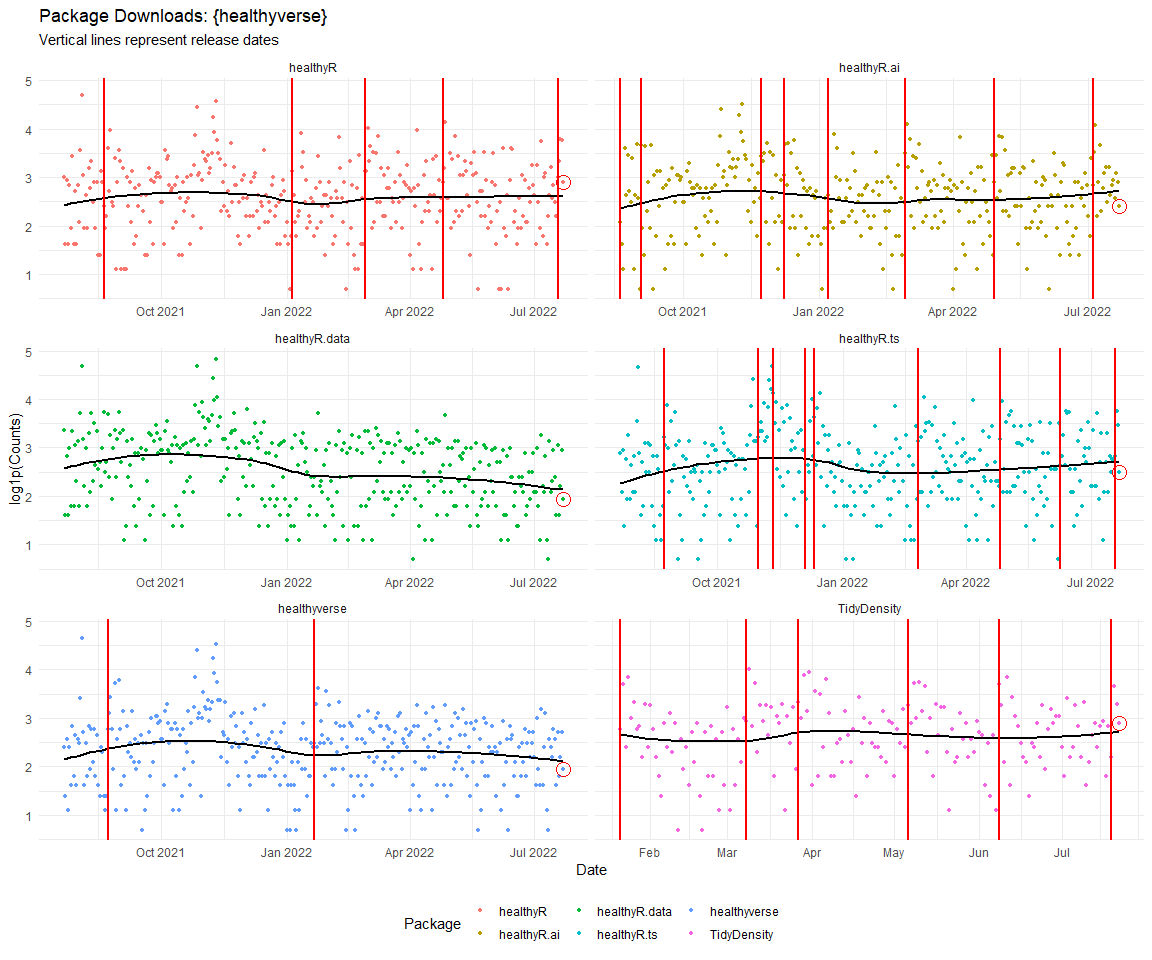 Package Downloads: {healthyverse}
Vertical lines represent release dates
healthyR
healthyR.ai
5
4
3
2
1
Oct 2021 Jan 2022 Apr 2022 Jul 2022
Oct 2021 Jan 2022 Apr 2022 Jul 2022
healthyR.data
healthyR.ts
5
4
3
2
1
log1p(Counts)
Oct 2021 Jan 2022 Apr 2022 Jul 2022
Oct 2021 Jan 2022 Apr 2022 Jul 2022
healthyverse
TidyDensity
5
4
3
2
1
Oct 2021 Jan 2022 Apr 2022 Jul 2022
Feb Mar Apr May Jun Jul
Date
Package
healthyR
healthyR.data
healthyverse
healthyR.ai
healthyR.ts
TidyDensity